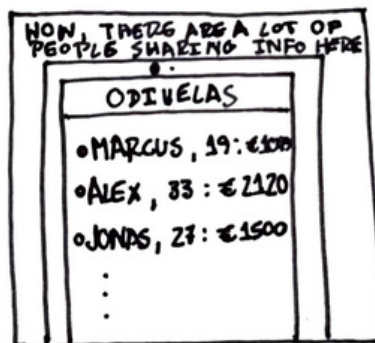 HOW, THERE ARE A LOT OF
PEOPLE SHARING INFO HERE
ODIVELAS
•MARCUS, 19:
•ALEX, 33: €2120
•JONAS, 27: €1500